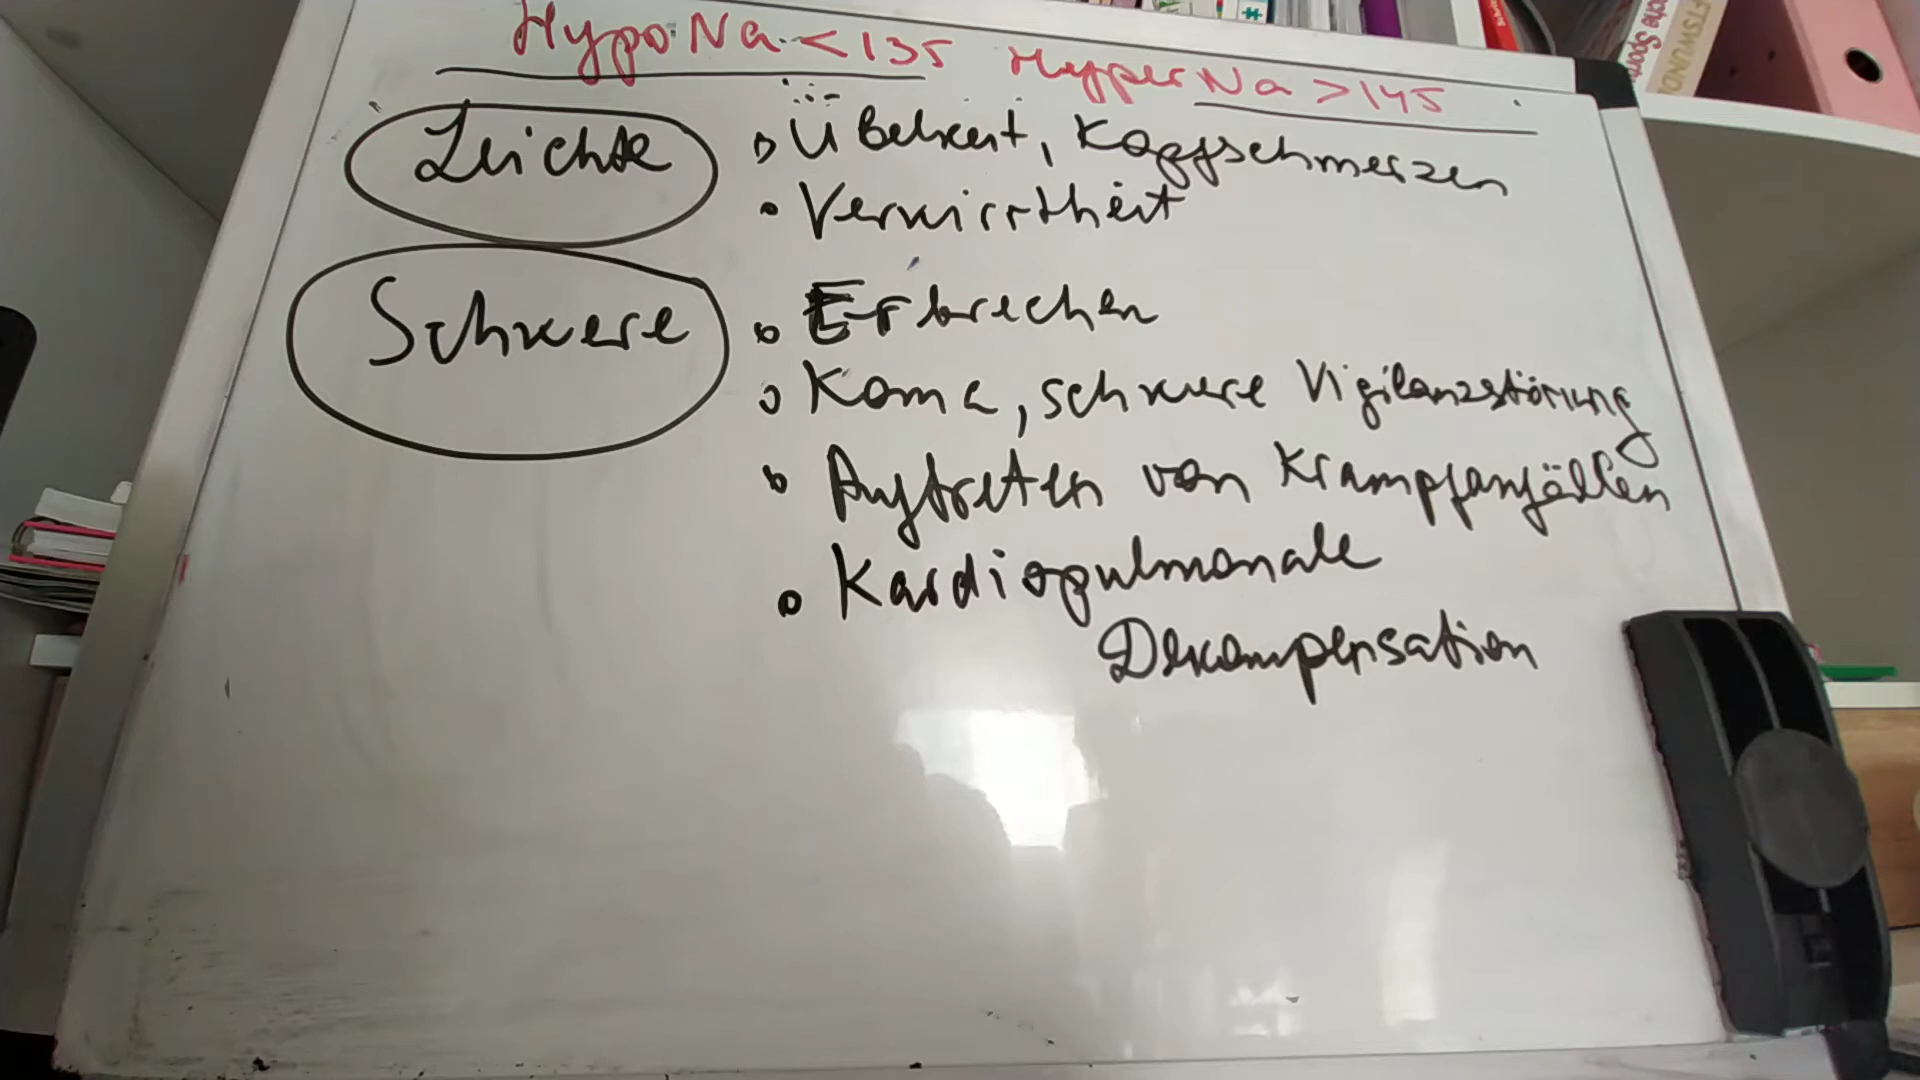 HypoNa < 135 HyperNa > 145
Leichte
Übelkeit, Kopfschmerzen
Verwirrtheit
Schwere
Erbrechen
Koma, schwere Vigilanzstörung
Auftreten von Krampfanfällen
Kardiopulmonale
Dekompensation